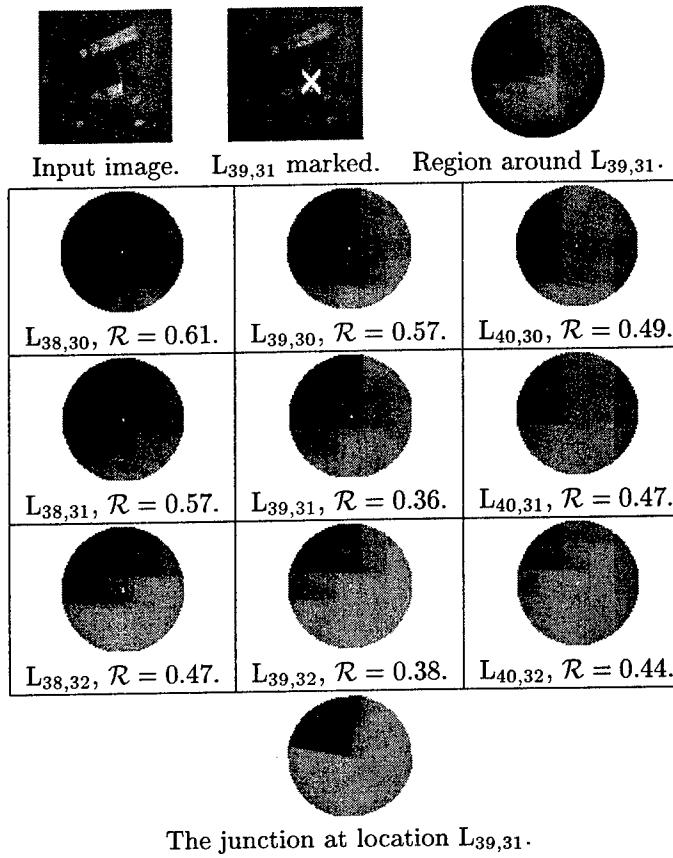 Input image. L39,31 marked. Region around L39,31.
L38,30, R = 0.61. L39,30, R = 0.57. L40,30, R = 0.49.
L38,31, R = 0.57. L39,31, R = 0.36. L40,31, R = 0.47.
L38,32, R = 0.47. L39,32, R = 0.38. L40,32, R = 0.44.
The junction at location L39,31.